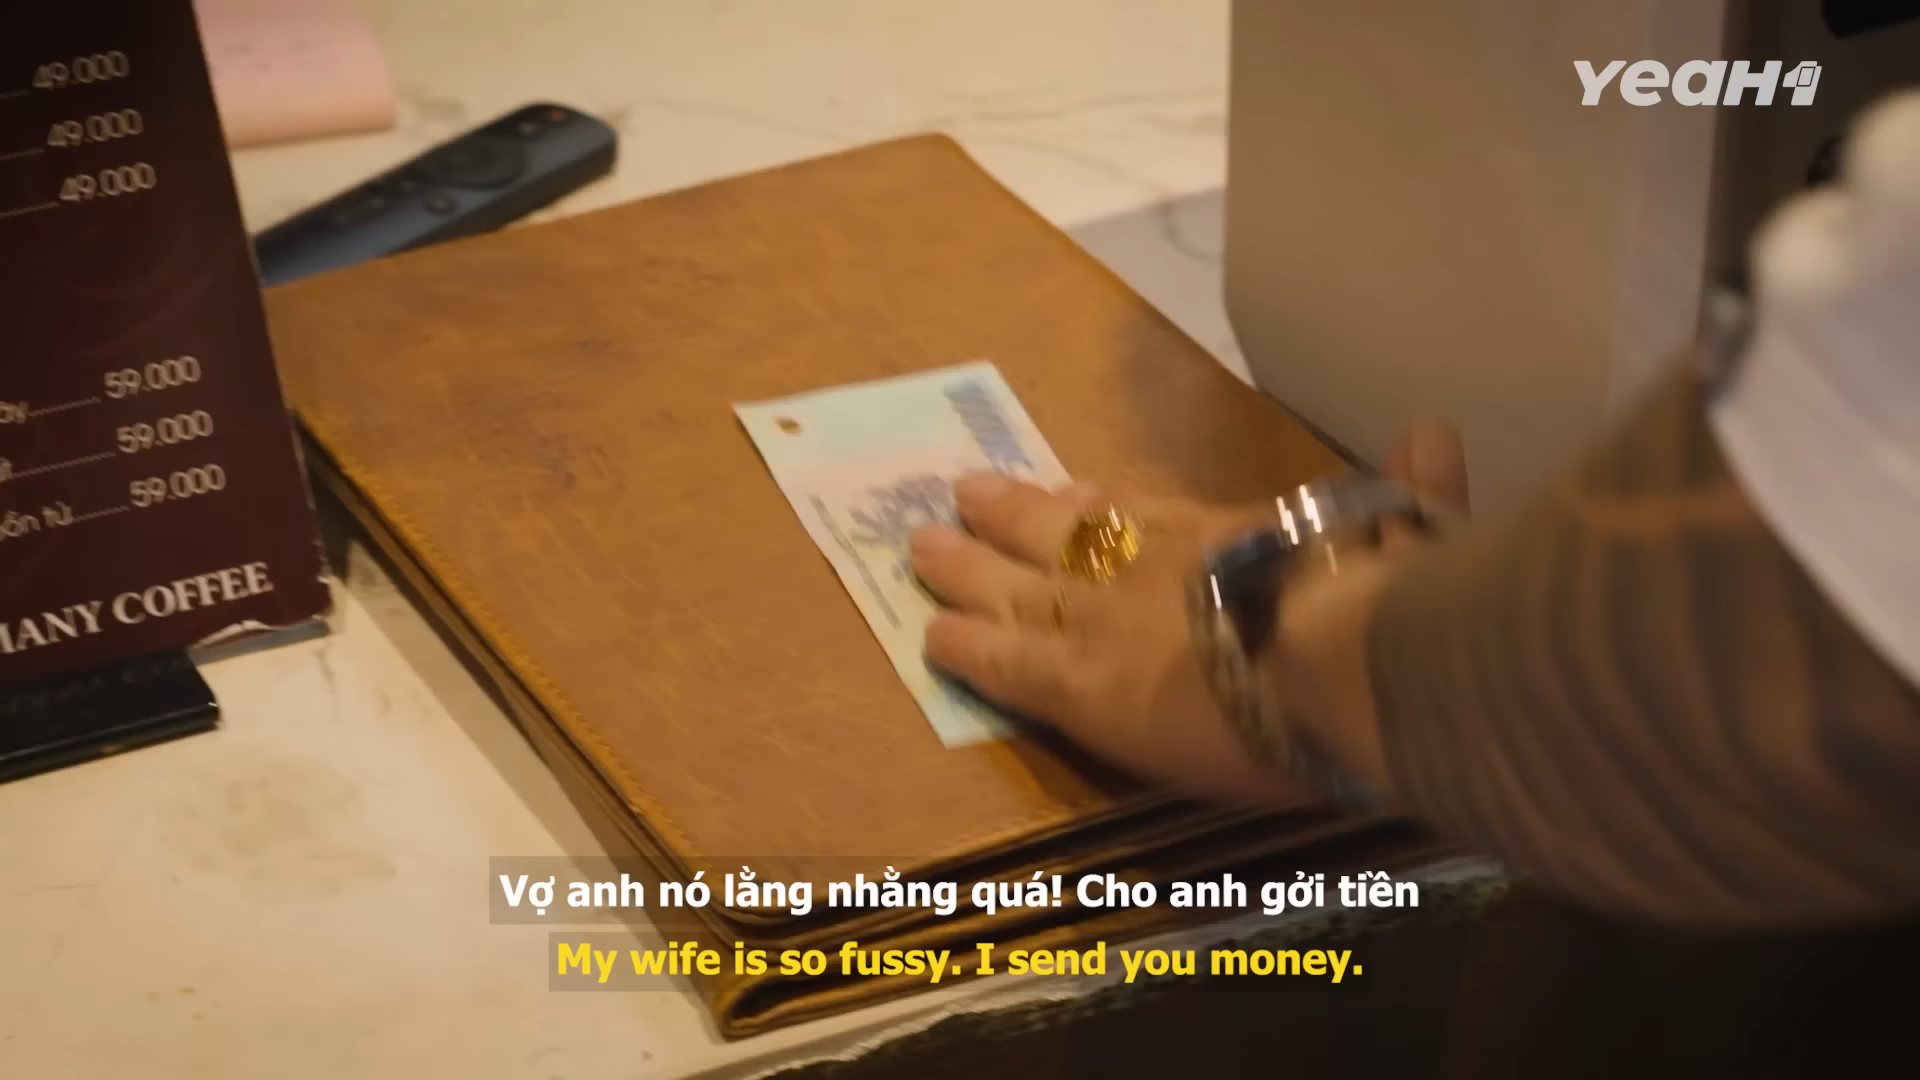 YEAH1
49.000
49.000
49.000
59.000
59.000
59.000
COFFEE
Vợ anh nó lằng nhằng quá! Cho anh gởi tiền
My wife is so fussy. I send you money.